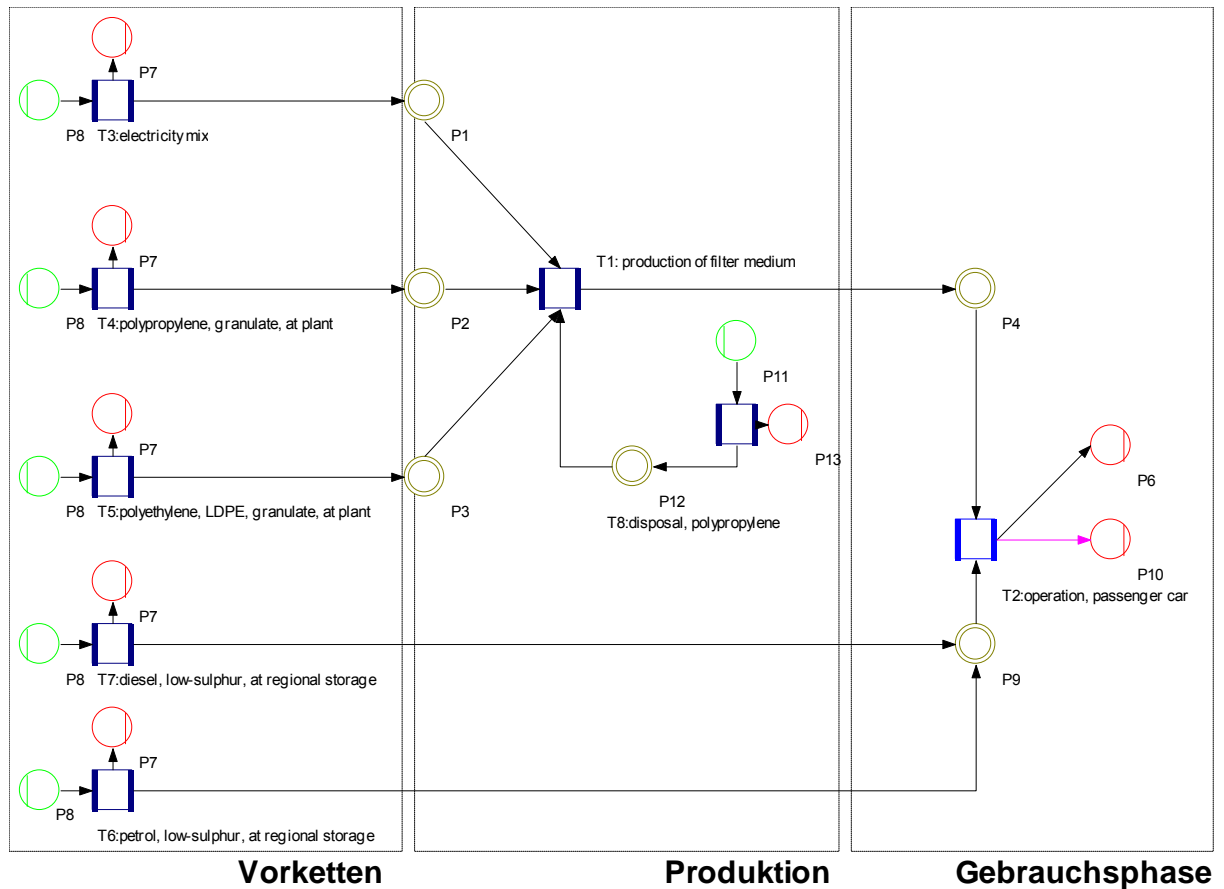 P7
P8 T3:electricity mix
P1
P7
P8 T4:polypropylene, granulate, at plant
P2
T1: production of filter medium
P4
P7
P8 T5:polyethylene, LDPE, granulate, at plant
P3
P11
P13
P12
T8:disposal, polypropylene
P6
P10
T2:operation, passenger car
P7
P8 T7:diesel, low-sulphur, at regional storage
P9
P7
P8
T6:petrol, low-sulphur, at regional storage
Vorketten
Produktion
Gebrauchsphase